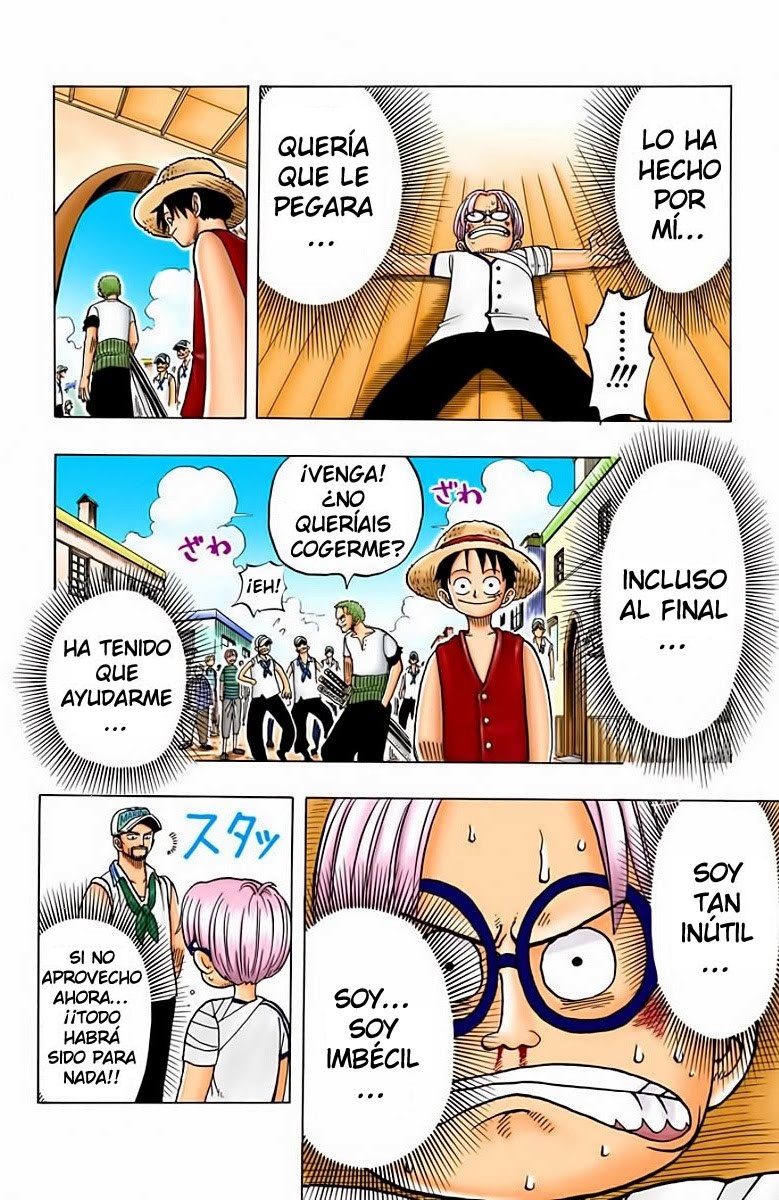 LO HA
HECHO
POR
MÍ...
QUERÍA
QUE LE
PEGARA
...
......!!!
INCLUSO
AL FINAL
...
ざわ
¡VENGA!
¿NO
QUERÍAIS
COGERME?
¡EH!
ざわ
HA TENIDO
QUE
AYUDARME
...
SOY
TAN
INÚTIL
...
SOY...
SOY
IMBÉCIL
...
スタッ
SI NO
APROVECHO
AHORA...
¡¡TODO
HABRÁ
SIDO PARA
NADA!!